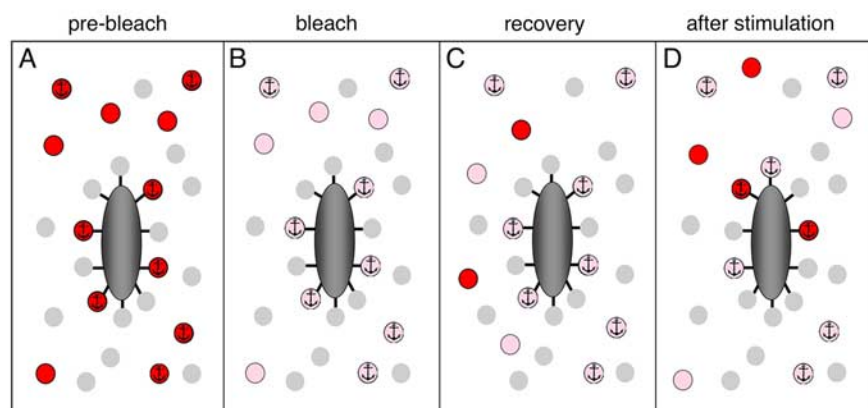 pre-bleach
bleach
recovery
after stimulation
A
B
C
D